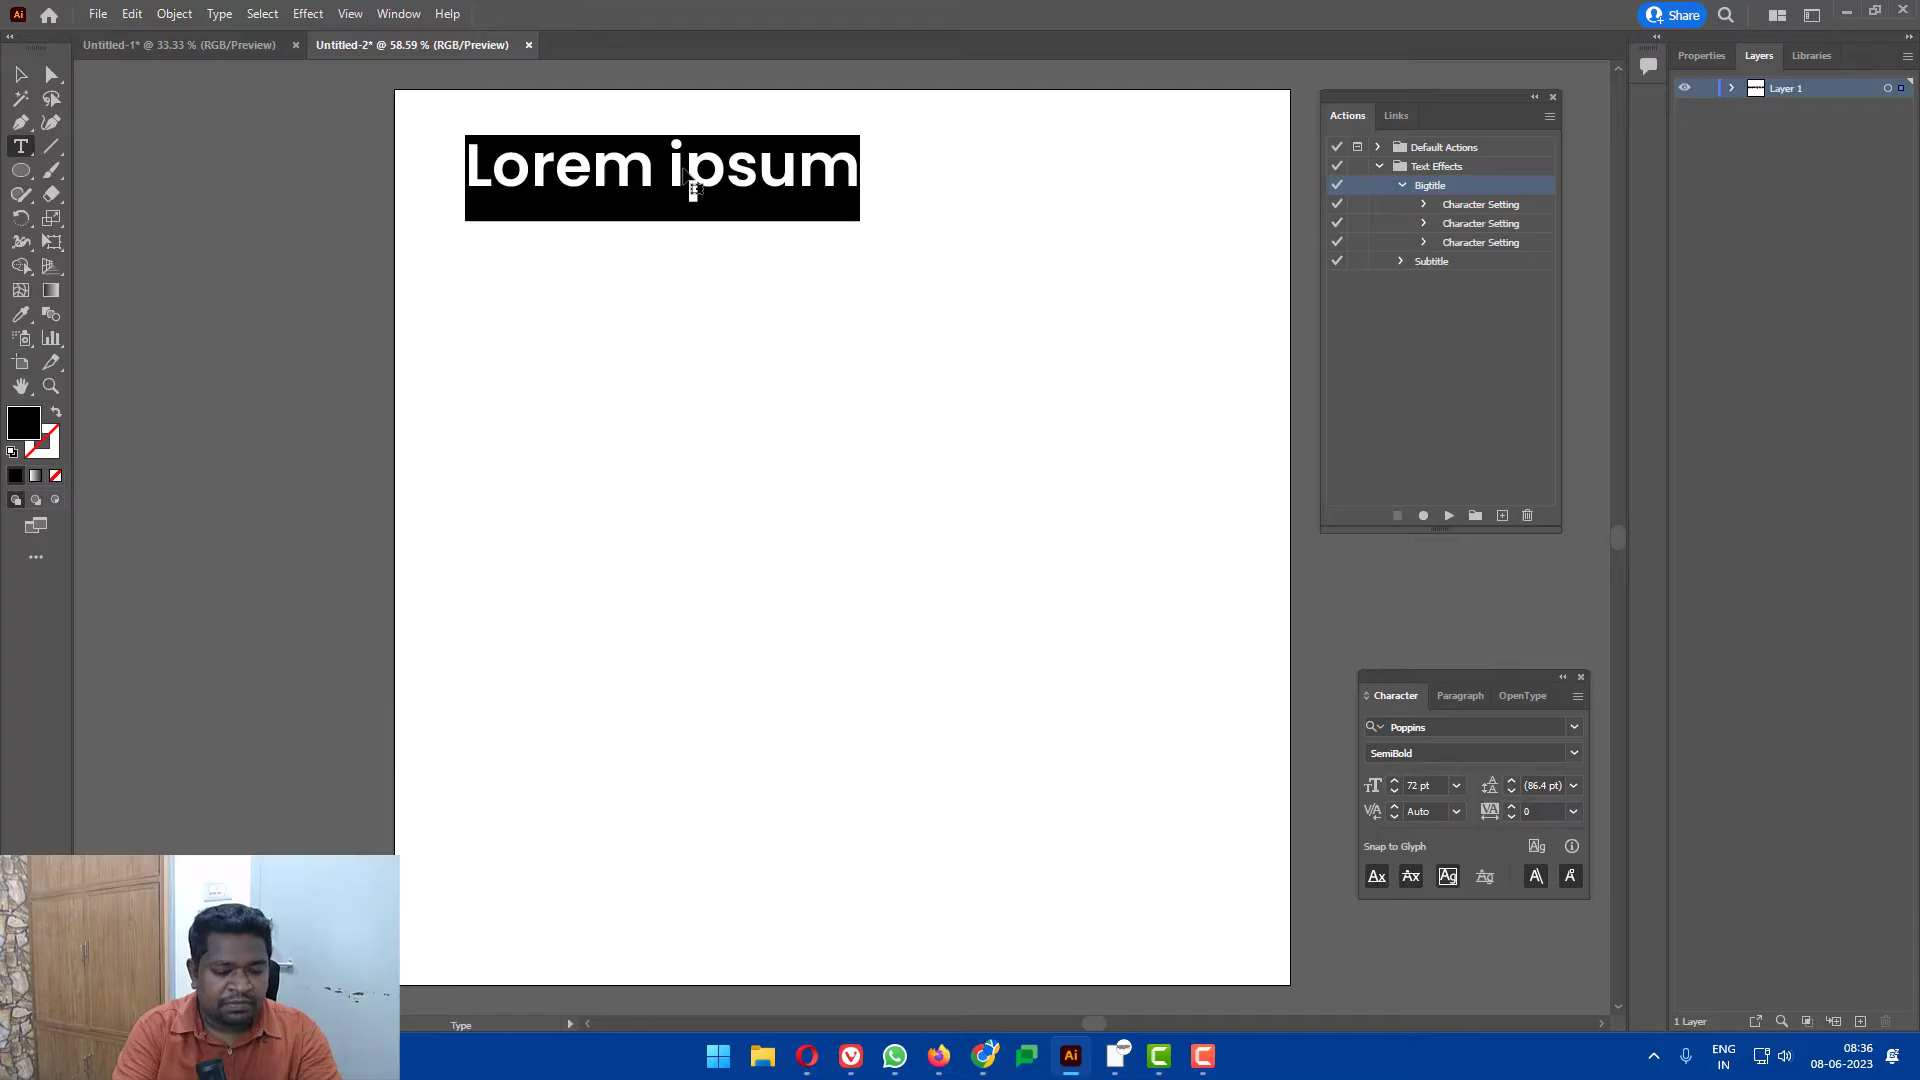 Ai File Edit Object Type Select Effect View Window Help Share
Untitled-1* @ 33.33 % (RGB/Preview) Untitled-2* @ 58.59 % (RGB/Preview)
Properties Layers Libraries
Layer 1
Lorem ipsum
Actions Links
Default Actions
Text Effects
Bigtitle
Character Setting
Character Setting
Character Setting
Subtitle
Character Paragraph OpenType
Poppins
SemiBold
72 pt (86.4 pt)
Auto 0
Snap to Glyph
Type
1 Layer
ENG
IN
08:36
08-06-2023